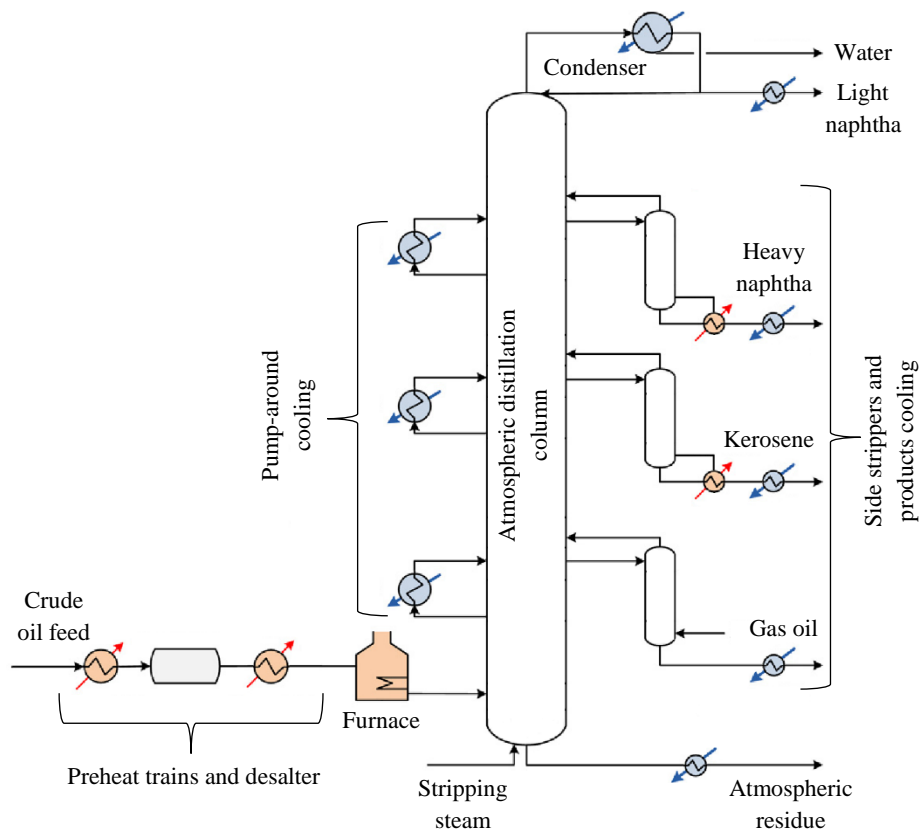 Water
Condenser
Light
naphtha
Heavy
naphtha
Pump-around
cooling
Atmospheric distillation
column
Side strippers and
products cooling
Kerosene
Crude
oil feed
Gas oil
Furnace
Preheat trains and desalter
Stripping
steam
Atmospheric
residue